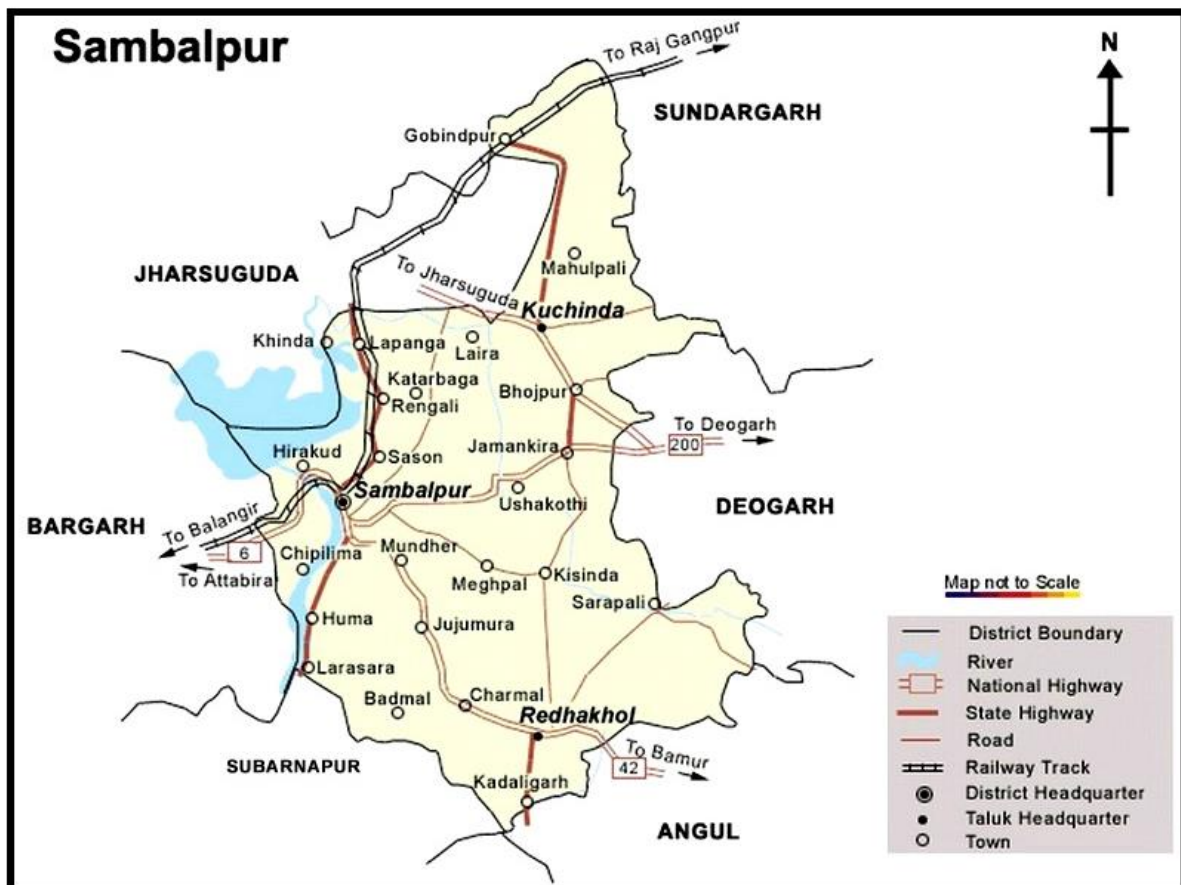 Sambalpur
To Raj Gangpur
N
SUNDARGARH
Gobindpur
Mahulpali
JHARSUGUDA
To Jharsuguda
Kuchinda
Khinda
Lapanga
Laira
Katarbaga
Rengali
Bhojpur
To Deogarh
200
Jamankira
Hirakud
Sason
Sambalpur
Ushakothi
DEOGARH
BARGARH
To Balangir
6
To Attabira
Chipilima
Mundher
Meghpal
Kisinda
Sarapali
Huma
Jujumura
Larasara
Badmal
Charmal
Redhakhol
SUBARNAPUR
To Bamur
42
Kadaligarh
ANGUL
Map not to Scale
District Boundary
River
National Highway
State Highway
Road
Railway Track
District Headquarter
Taluk Headquarter
Town